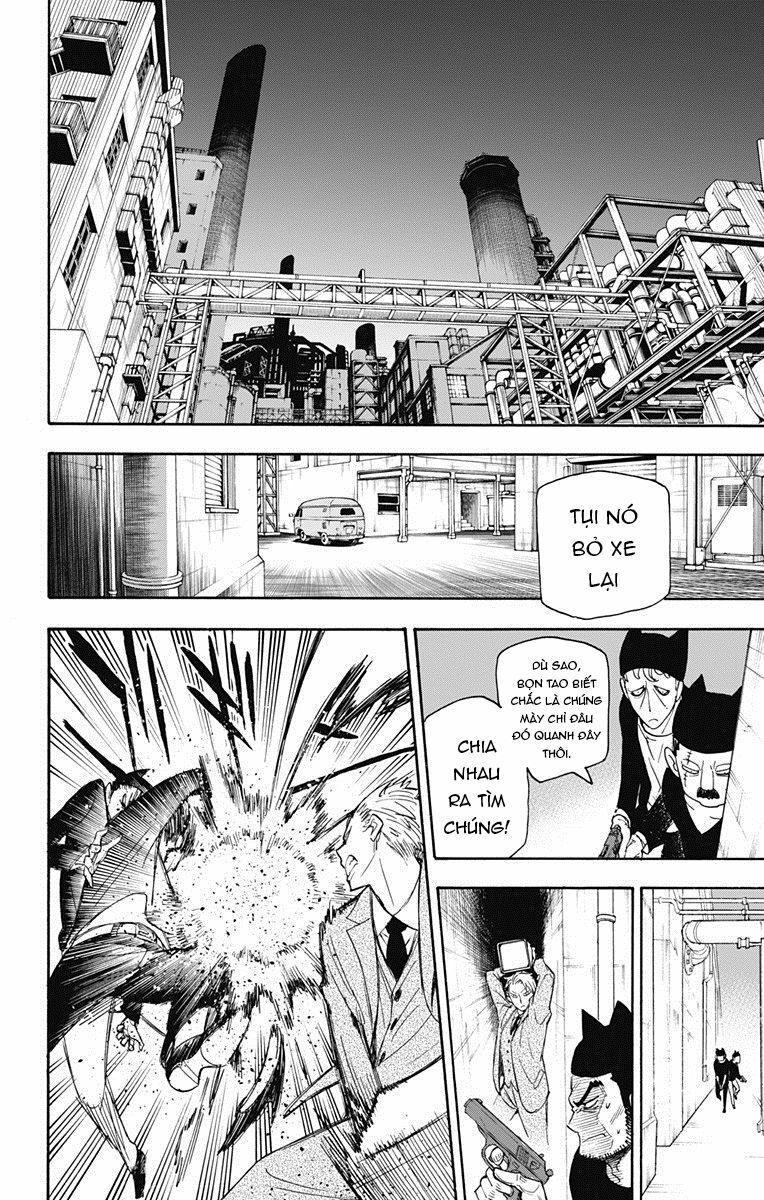 TỤI NÓ
BỎ XE
LẠI
DÙ SAO,
BỌN TAO BIẾT
CHẮC LÀ CHÚNG
MÀY CHỈ ĐÂU
ĐÓ QUANH ĐÂY
THÔI.
CHIA
NHAU
RA TÌM
CHÚNG!